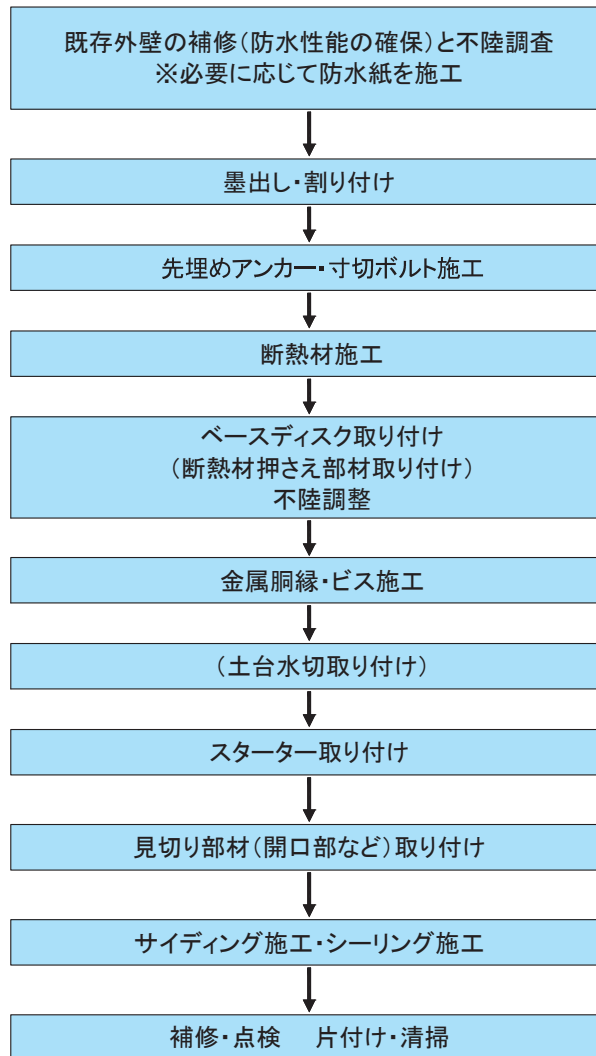 既存外壁の補修（防水性能の確保）と不陸調査
※必要に応じて防水紙を施工
墨出し・割り付け
先埋めアンカー・寸切ボルト施工
断熱材施工
ベースディスク取り付け
（断熱材押さえ部材取り付け）
不陸調整
金属胴縁・ビス施工
（土台水切取り付け）
スターター取り付け
見切り部材（開口部など）取り付け
サイディング施工・シーリング施工
補修・点検　片付け・清掃